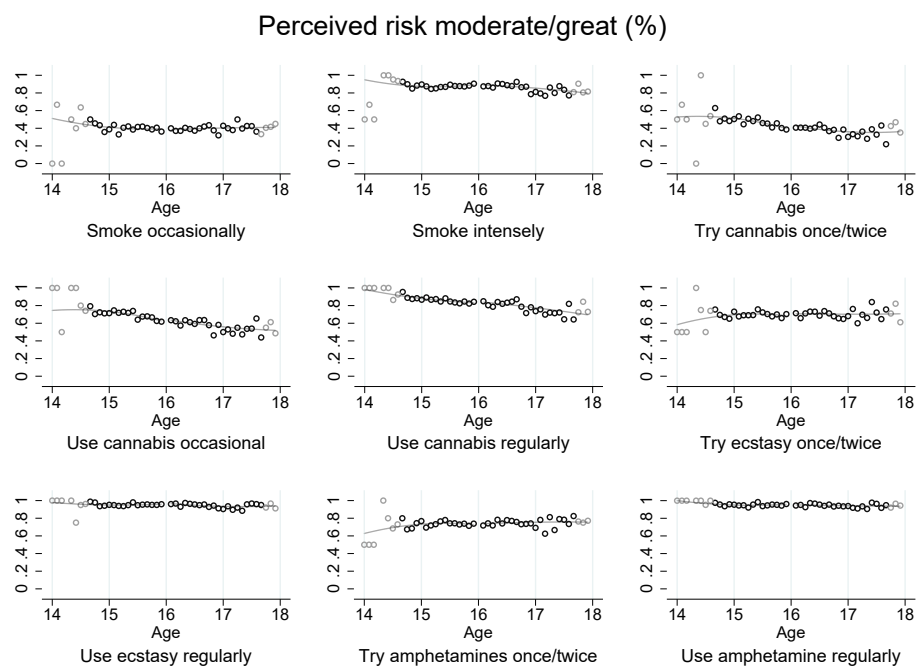 Perceived risk moderate/great (%)
0 .2 .4 .6 .8 1
14 15 16 17 18
Age
Smoke occasionally
0 .2 .4 .6 .8 1
14 15 16 17 18
Age
Smoke intensely
0 .2 .4 .6 .8 1
14 15 16 17 18
Age
Try cannabis once/twice
0 .2 .4 .6 .8 1
14 15 16 17 18
Age
Use cannabis occasional
0 .2 .4 .6 .8 1
14 15 16 17 18
Age
Use cannabis regularly
0 .2 .4 .6 .8 1
14 15 16 17 18
Age
Try ecstasy once/twice
0 .2 .4 .6 .8 1
14 15 16 17 18
Age
Use ecstasy regularly
0 .2 .4 .6 .8 1
14 15 16 17 18
Age
Try amphetamines once/twice
0 .2 .4 .6 .8 1
14 15 16 17 18
Age
Use amphetamine regularly